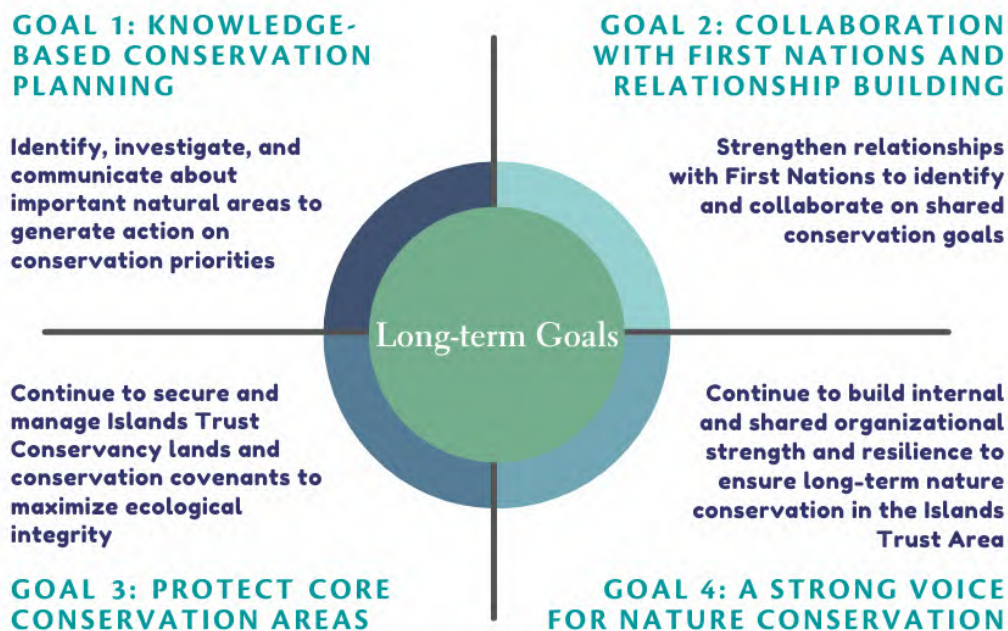 GOAL 1: KNOWLEDGE-
BASED CONSERVATION
PLANNING
Identify, investigate, and
communicate about
important natural areas to
generate action on
conservation priorities
GOAL 2: COLLABORATION
WITH FIRST NATIONS AND
RELATIONSHIP BUILDING
Strengthen relationships
with First Nations to identify
and collaborate on shared
conservation goals
Long-term Goals
Continue to secure and
manage Islands Trust
Conservancy lands and
conservation covenants to
maximize ecological
integrity
GOAL 3: PROTECT CORE
CONSERVATION AREAS
Continue to build internal
and shared organizational
strength and resilience to
ensure long-term nature
conservation in the Islands
Trust Area
GOAL 4: A STRONG VOICE
FOR NATURE CONSERVATION